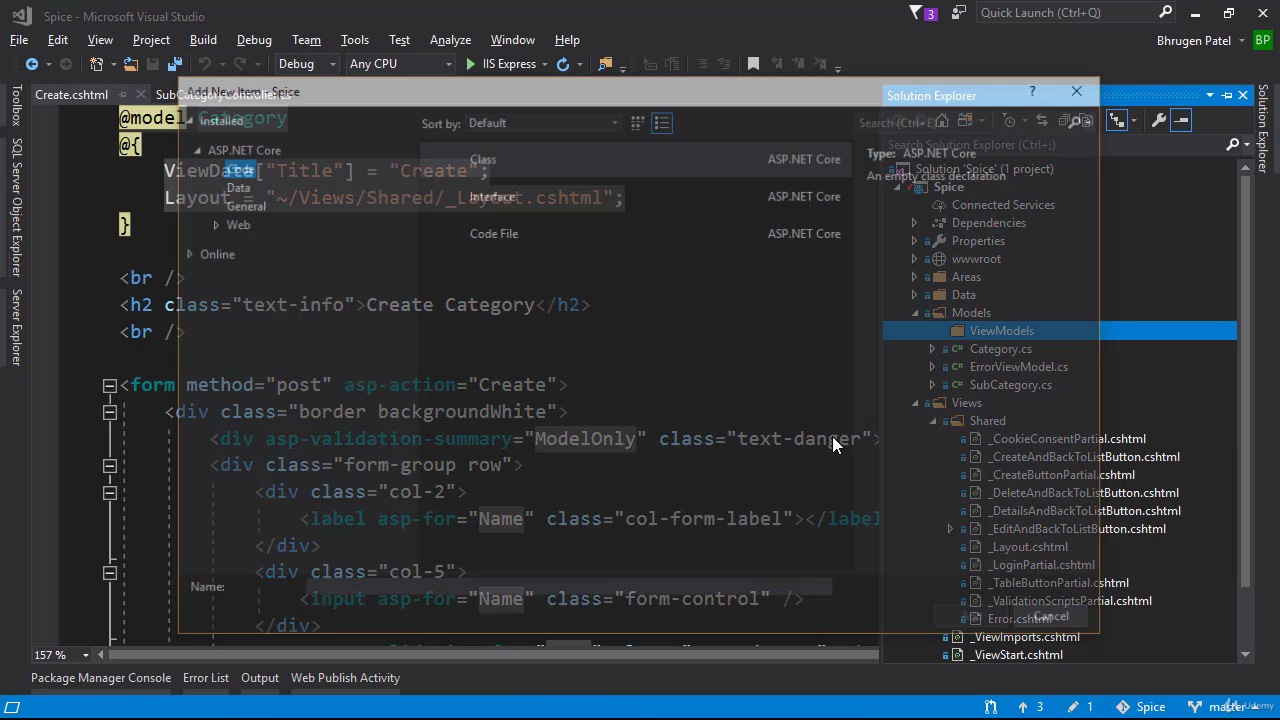 Spice - Microsoft Visual Studio
3
Quick Launch (Ctrl+Q)
File Edit View Project Build Debug Team Tools Test Analyze Window Help
Bhrugen Patel
BP
Debug
Any CPU
IIS Express
Toolbox
SQL Server Object Explorer
Server Explorer
Create.cshtml
SubCategoryController.cs
Add New Item - Spice
?
Installed
ASP.NET Core
Code
Data
General
Web
Online
Sort by: Default
Search (Ctrl+E)
Class ASP.NET Core
Interface ASP.NET Core
Code File ASP.NET Core
Type: ASP.NET Core
An empty class declaration
Name:
Cancel
@model Category
@{
ViewData["Title"] = "Create";
Layout = "~/Views/Shared/_Layout.cshtml";
}
<br />
<h2 class="text-info">Create Category</h2>
<br />
<form method="post" asp-action="Create">
<div class="border backgroundWhite">
<div asp-validation-summary="ModelOnly" class="text-danger">
<div class="form-group row">
<div class="col-2">
<label asp-for="Name" class="col-form-label"></label
</div>
<div class="col-5">
<input asp-for="Name" class="form-control" />
</div>
157 %
Solution Explorer
Search Solution Explorer (Ctrl+;)
Solution 'Spice' (1 project)
Spice
Connected Services
Dependencies
Properties
wwwroot
Areas
Data
Models
ViewModels
Category.cs
ErrorViewModel.cs
SubCategory.cs
Views
Shared
_CookieConsentPartial.cshtml
_CreateAndBackToListButton.cshtml
_CreateButtonPartial.cshtml
_DeleteAndBackToListButton.cshtml
_DetailsAndBackToListButton.cshtml
_EditAndBackToListButton.cshtml
_Layout.cshtml
_LoginPartial.cshtml
_TableButtonPartial.cshtml
_ValidationScriptsPartial.cshtml
Error.cshtml
_ViewImports.cshtml
_ViewStart.cshtml
Solution Explorer
Package Manager Console Error List Output Web Publish Activity
3
1
Spice
master
Udemy